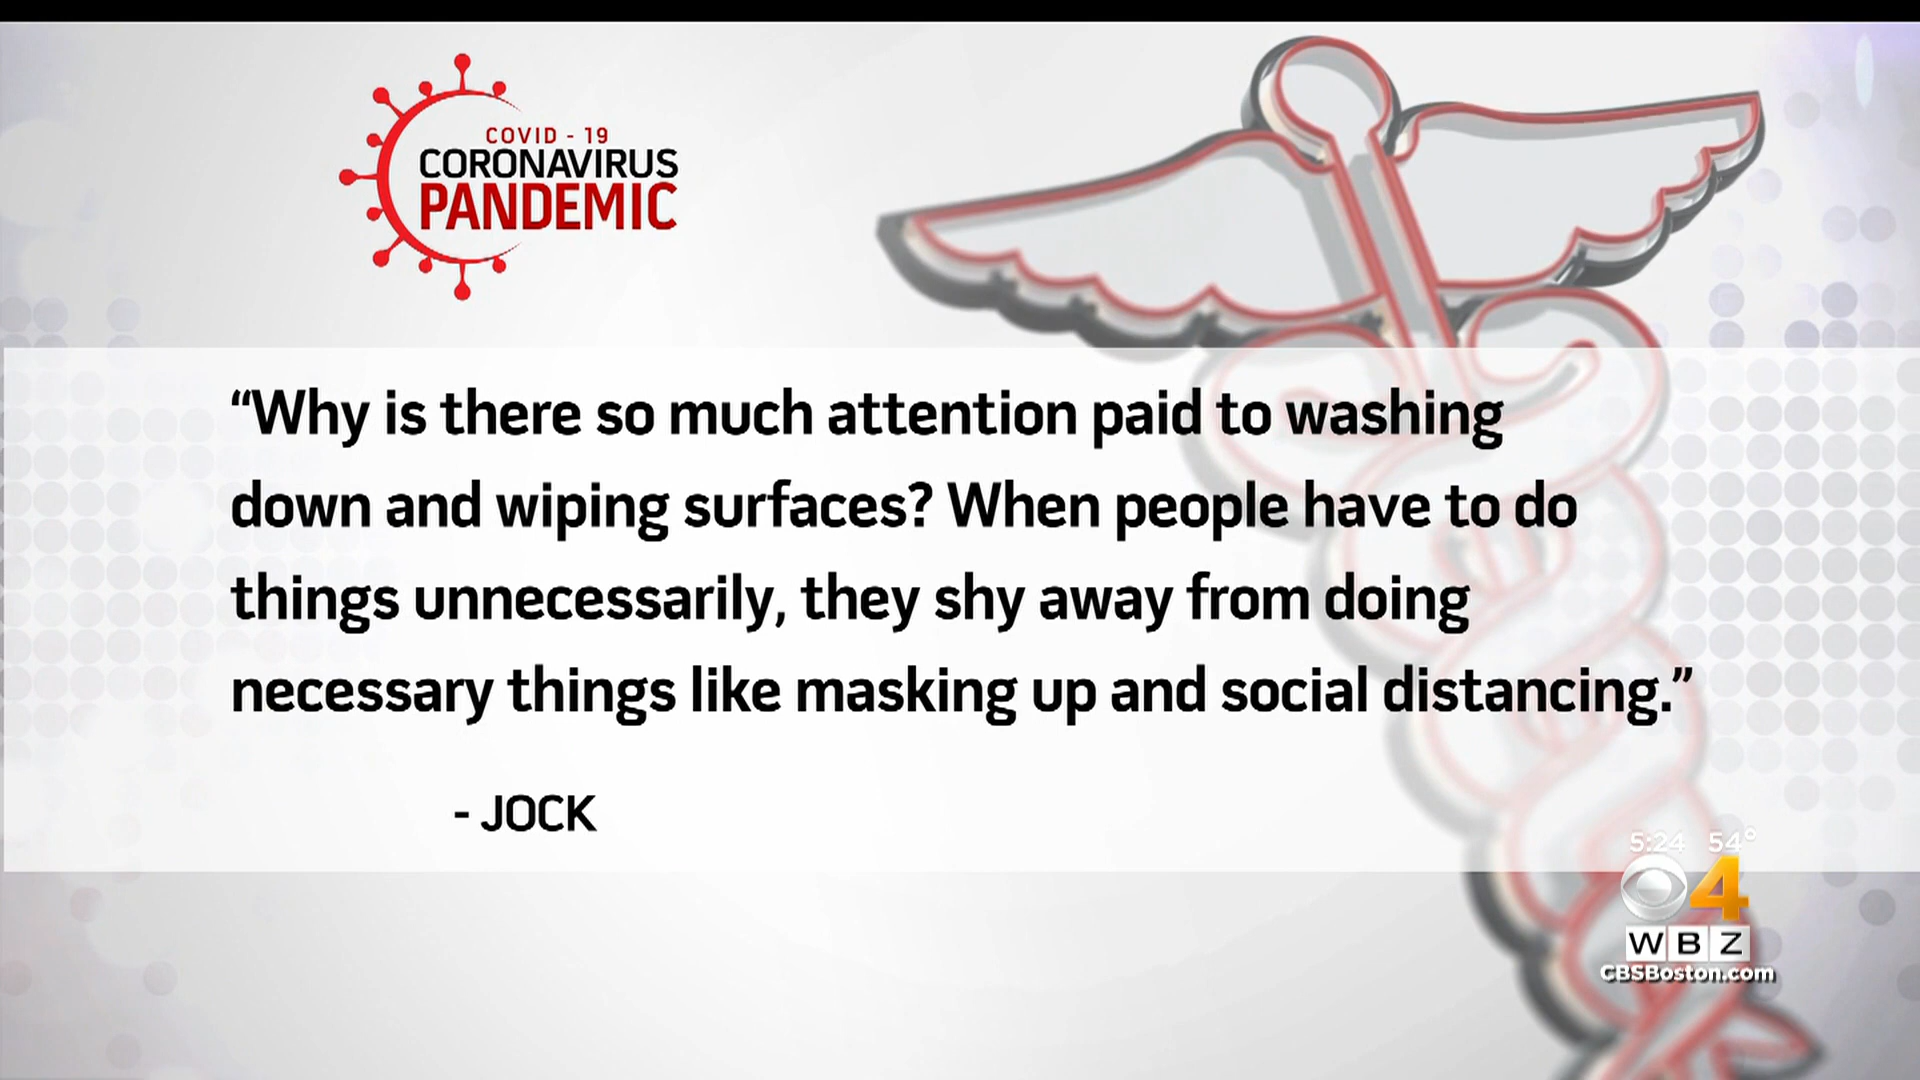 COVID - 19
CORONAVIRUS
PANDEMIC
“Why is there so much attention paid to washing
down and wiping surfaces? When people have to do
things unnecessarily, they shy away from doing
necessary things like masking up and social distancing.”
- JOCK
5:24 54°
4
WBZ
CBSBoston.com